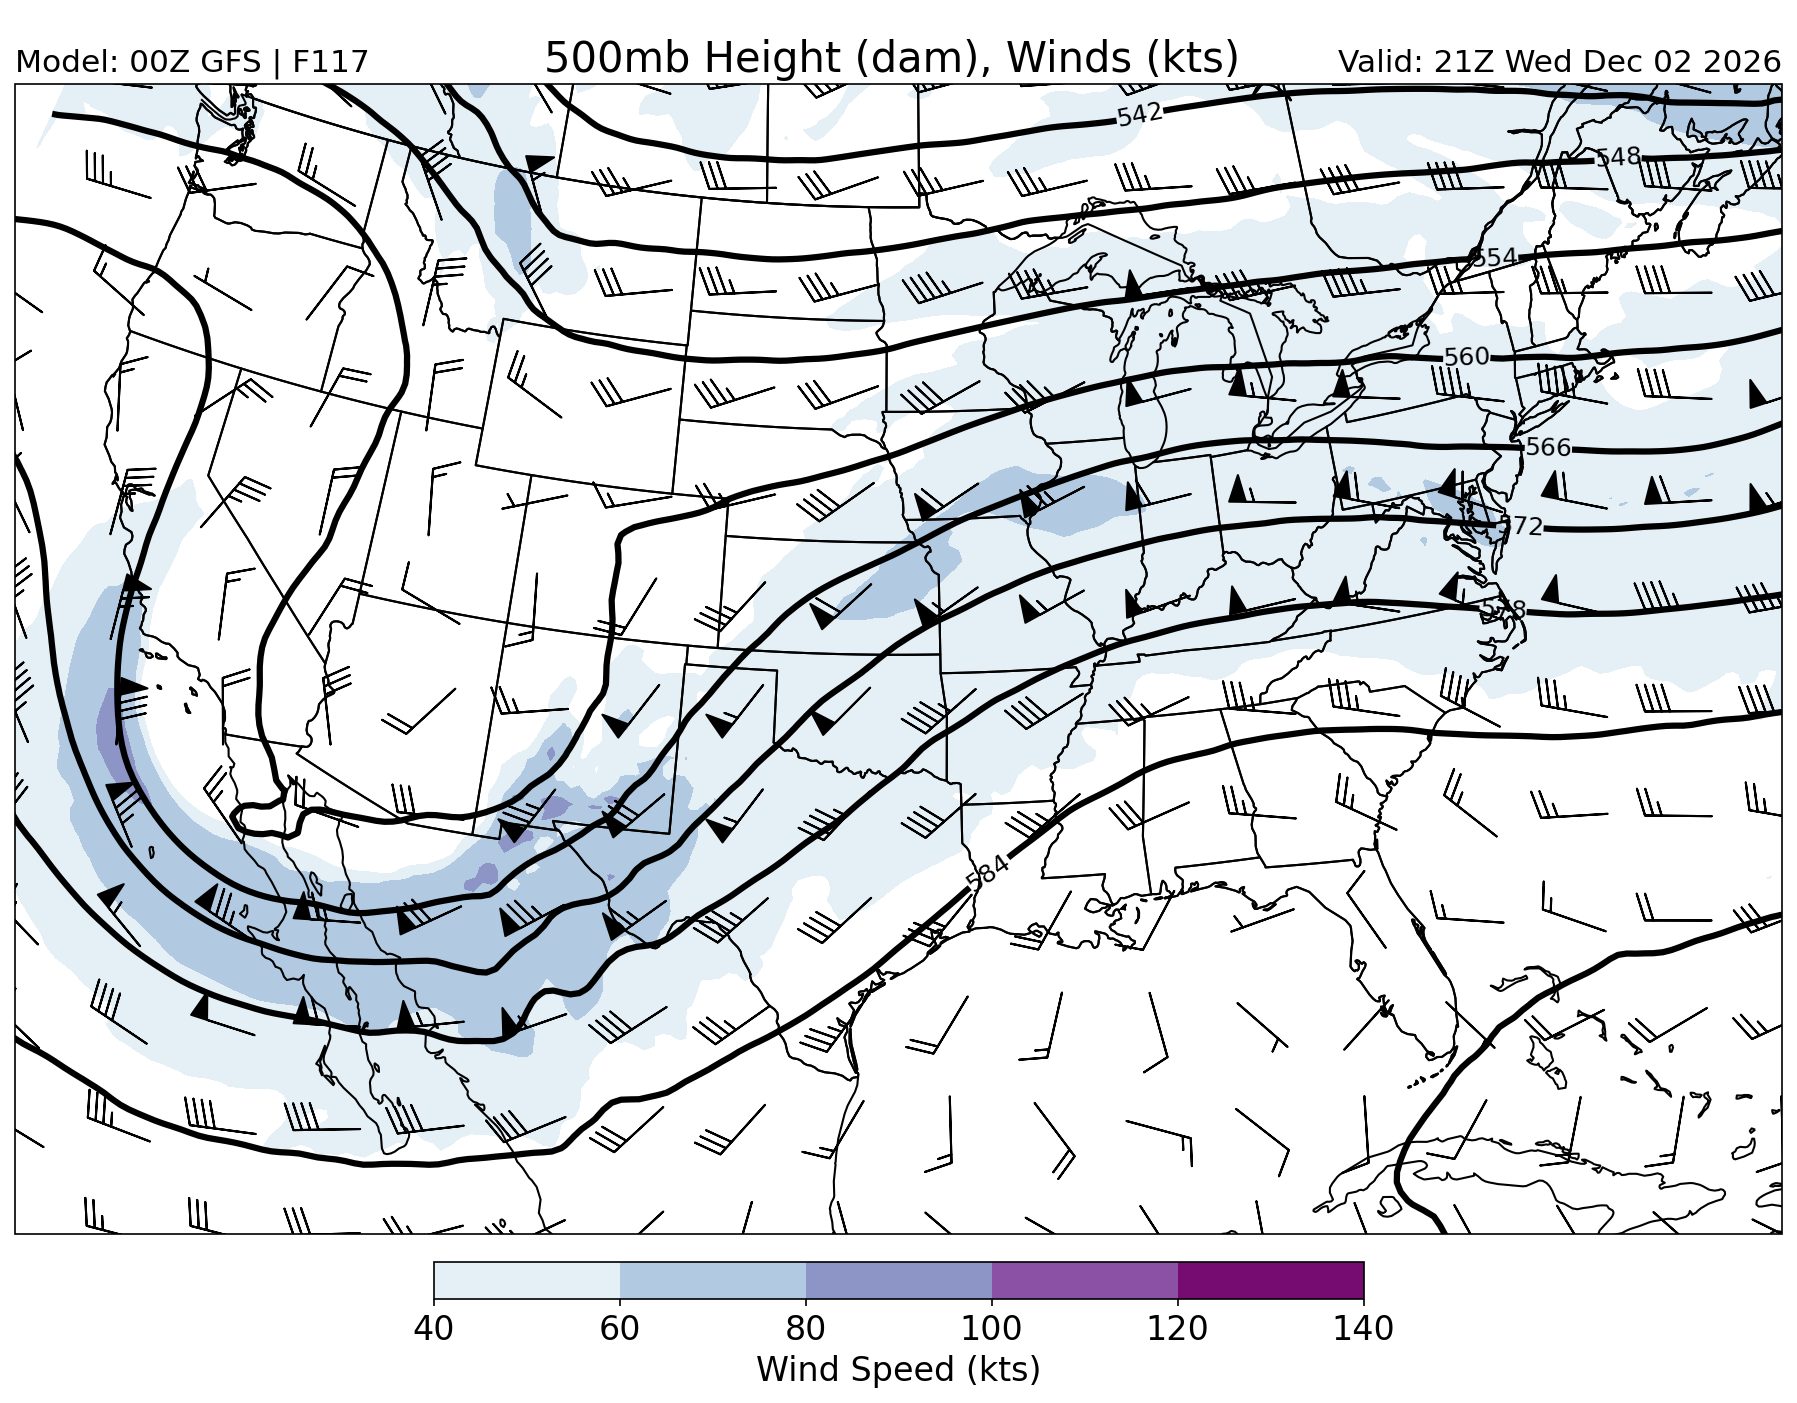 Model: 00Z GFS | F117
500mb Height (dam), Winds (kts)
Valid: 21Z Wed Dec 02 2026
542
548
554
560
566
572
578
584
40 60 80 100 120 140
Wind Speed (kts)